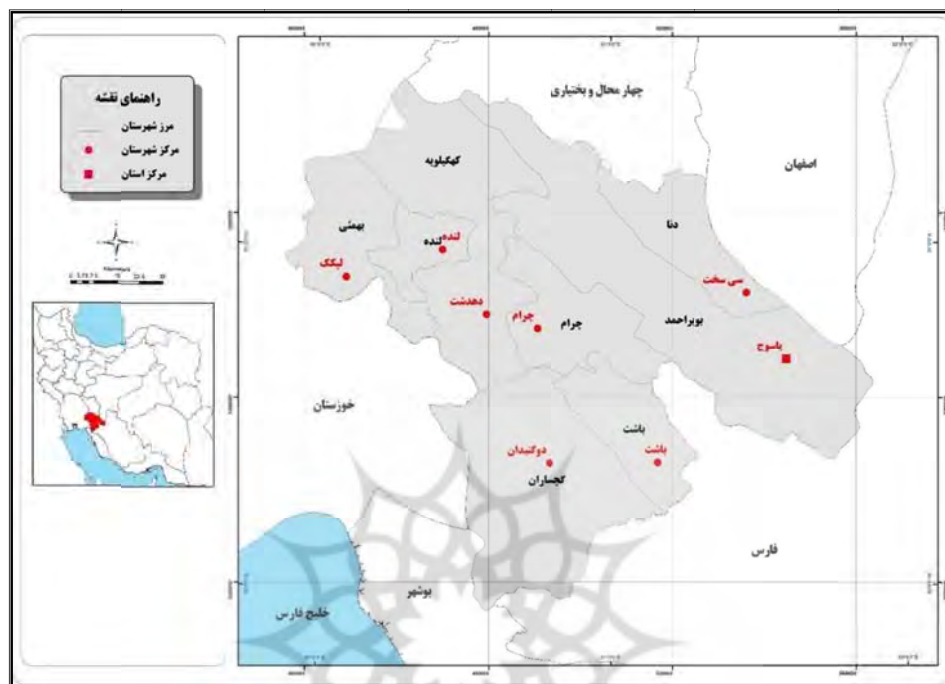 راهنمای نقشه
مرز شهرستان
مرکز شهرستان
مرکز استان
چهار محال و بختیاری
اصفهان
کهگیلویه
دنا
بهمئی
لنده
لنده
لیکک
سی سخت
دهدشت
چرام
چرام
بویراحمد
یاسوج
خوزستان
باشت
باشت
دوگنبدان
گچساران
فارس
بوشهر
خلیج فارس